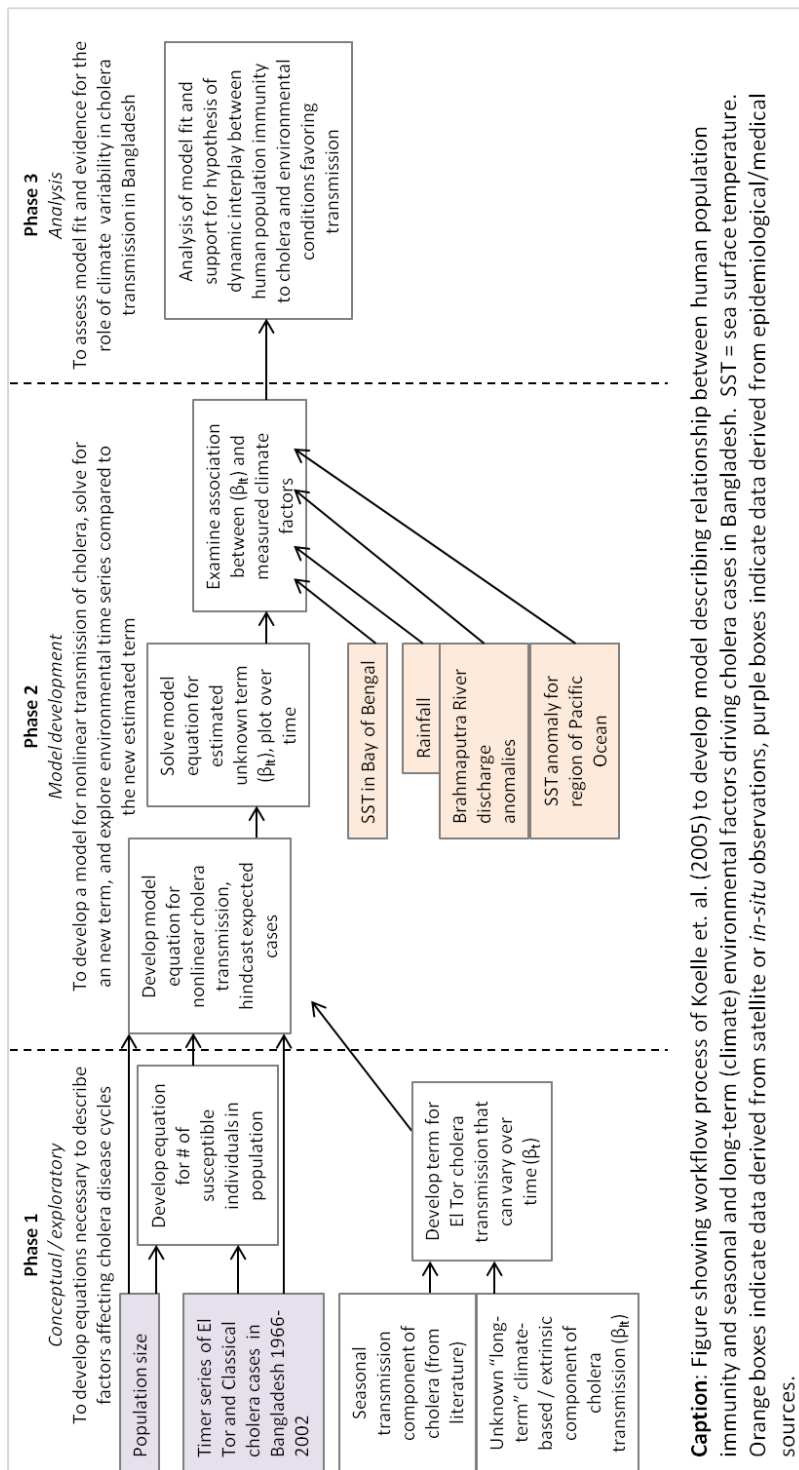 Phase 1
Conceptual / exploratory
To develop equations necessary to describe
factors affecting cholera disease cycles
Population size
Timer series of El
Tor and Classical
cholera cases in
Bangladesh 1966-
2002
Develop equation
for # of
susceptible
individuals in
population
Seasonal
transmission
component of
cholera (from
literature)
Unknown “long-
term” climate-
based / extrinsic
component of
cholera
transmission (βlt)
Develop term for
El Tor cholera
transmission that
can vary over
time (βt)
Phase 2
Model development
To develop a model for nonlinear transmission of cholera, solve for
an new term, and explore environmental time series compared to
the new estimated term
Develop model
equation for
nonlinear cholera
transmission,
hindcast expected
cases
Solve model
equation for
estimated
unknown term
(βlt), plot over
time
Examine association
between (βlt) and
measured climate
factors
SST in Bay of Bengal
Rainfall
Brahmaputra River
discharge
anomalies
SST anomaly for
region of Pacific
Ocean
Phase 3
Analysis
To assess model fit and evidence for the
role of climate variability in cholera
transmission in Bangladesh
Analysis of model fit and
support for hypothesis of
dynamic interplay between
human population immunity
to cholera and environmental
conditions favoring
transmission
Caption: Figure showing workflow process of Koelle et. al. (2005) to develop model describing relationship between human population
immunity and seasonal and long-term (climate) environmental factors driving cholera cases in Bangladesh. SST = sea surface temperature.
Orange boxes indicate data derived from satellite or in-situ observations, purple boxes indicate data derived from epidemiological/medical
sources.